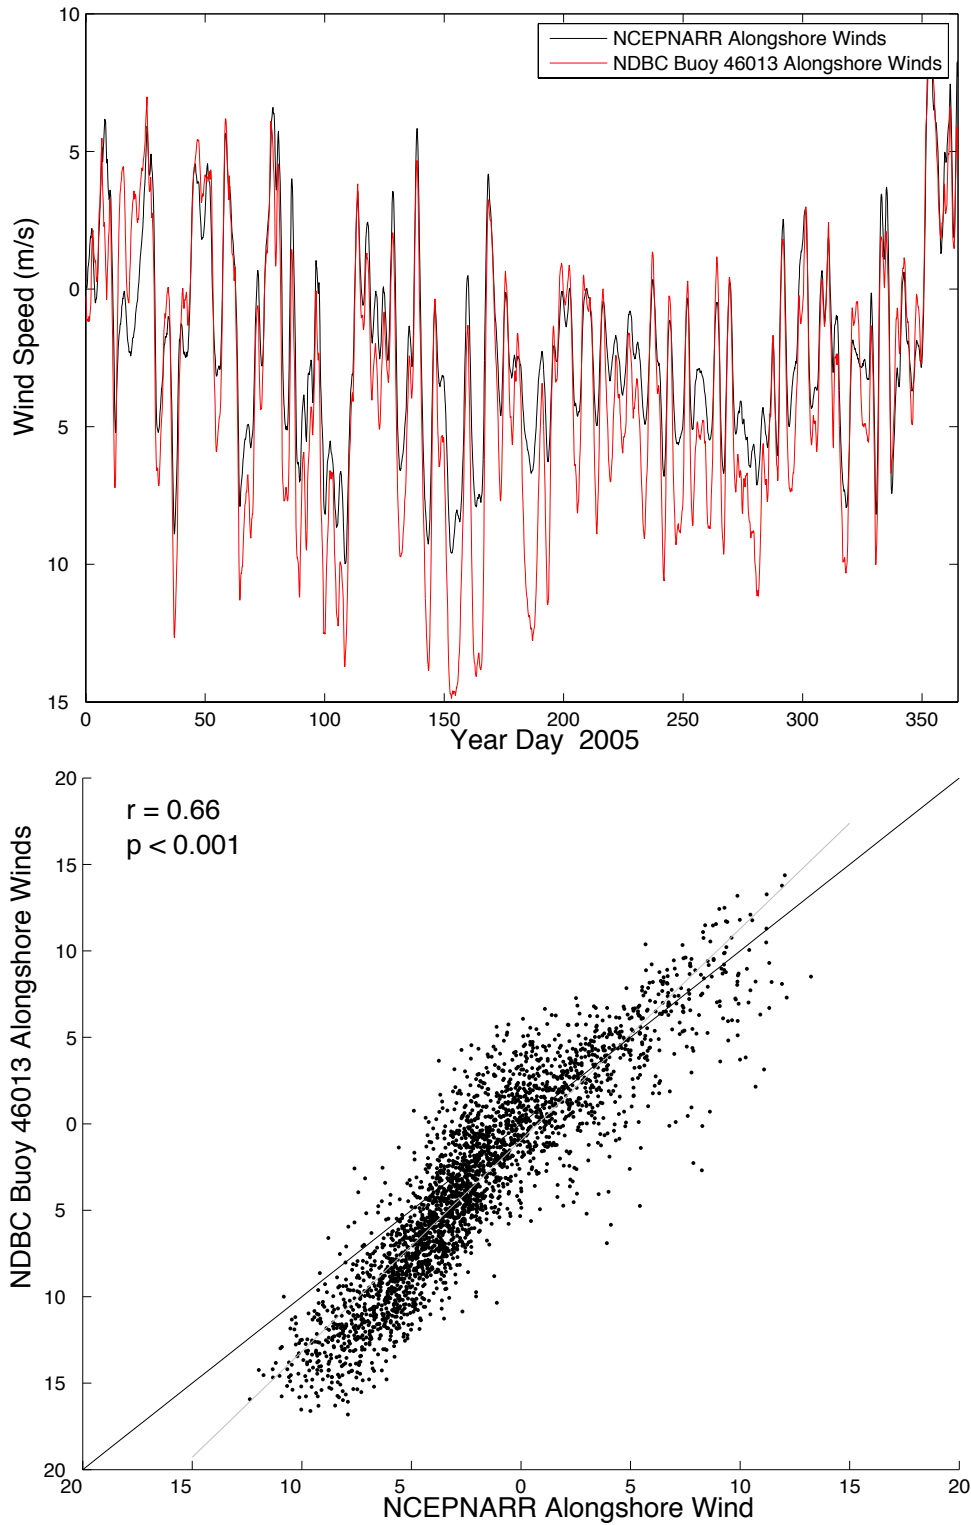 10
NCEPNARR Alongshore Winds
NDBC Buoy 46013 Alongshore Winds
5
0
5
10
15
Wind Speed (m/s)
0 50 100 150 200 250 300 350
Year Day 2005
r = 0.66
p < 0.001
20
15
10
5
0
5
10
15
20
NDBC Buoy 46013 Alongshore Winds
20 15 10 5 0 5 10 15 20
NCEPNARR Alongshore Wind